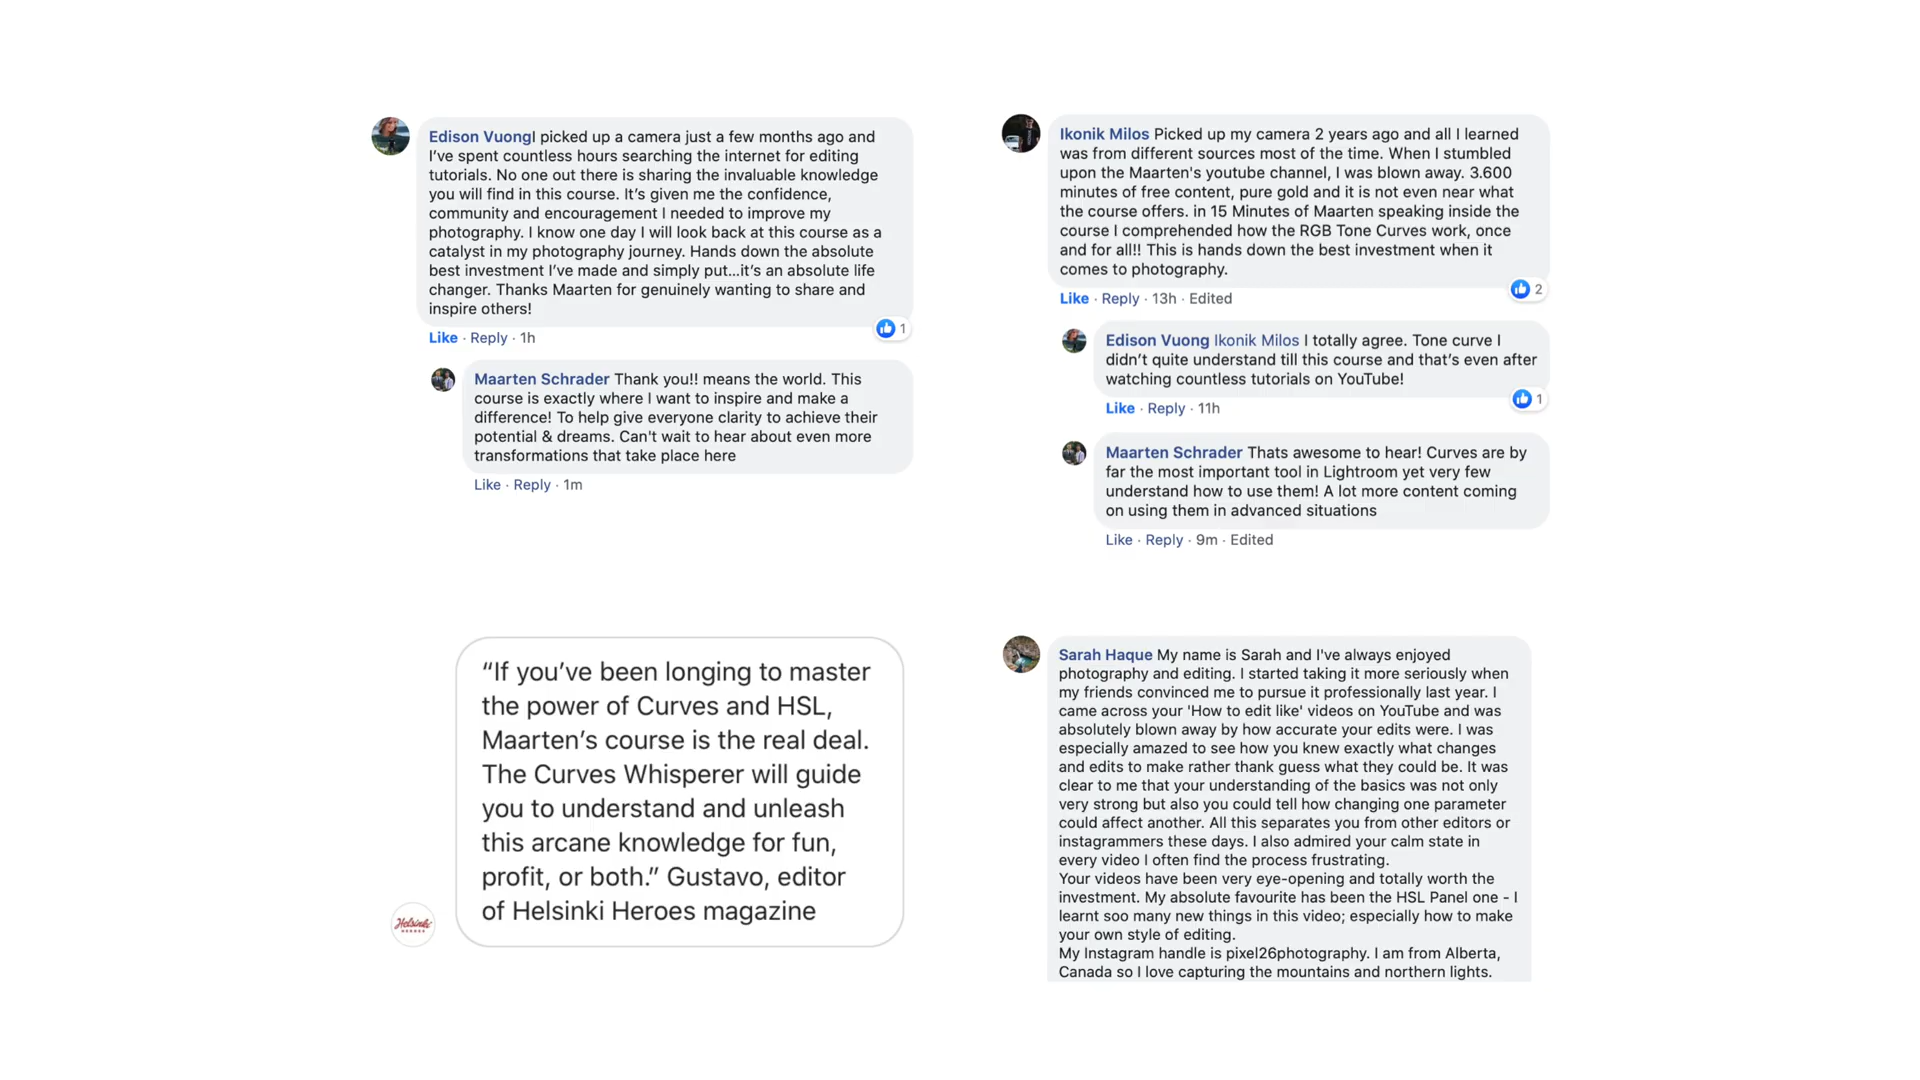 Edison VuongI picked up a camera just a few months ago and
I’ve spent countless hours searching the internet for editing
tutorials. No one out there is sharing the invaluable knowledge
you will find in this course. It’s given me the confidence,
community and encouragement I needed to improve my
photography. I know one day I will look back at this course as a
catalyst in my photography journey. Hands down the absolute
best investment I’ve made and simply put...it’s an absolute life
changer. Thanks Maarten for genuinely wanting to share and
inspire others!
1
Like · Reply · 1h
Maarten Schrader Thank you!! means the world. This
course is exactly where I want to inspire and make a
difference! To help give everyone clarity to achieve their
potential & dreams. Can't wait to hear about even more
transformations that take place here
Like · Reply · 1m
Ikonik Milos Picked up my camera 2 years ago and all I learned
was from different sources most of the time. When I stumbled
upon the Maarten's youtube channel, I was blown away. 3.600
minutes of free content, pure gold and it is not even near what
the course offers. in 15 Minutes of Maarten speaking inside the
course I comprehended how the RGB Tone Curves work, once
and for all!! This is hands down the best investment when it
comes to photography.
2
Like · Reply · 13h · Edited
Edison Vuong Ikonik Milos I totally agree. Tone curve I
didn’t quite understand till this course and that’s even after
watching countless tutorials on YouTube!
1
Like · Reply · 11h
Maarten Schrader Thats awesome to hear! Curves are by
far the most important tool in Lightroom yet very few
understand how to use them! A lot more content coming
on using them in advanced situations
Like · Reply · 9m · Edited
“If you’ve been longing to master
the power of Curves and HSL,
Maarten’s course is the real deal.
The Curves Whisperer will guide
you to understand and unleash
this arcane knowledge for fun,
profit, or both.” Gustavo, editor
of Helsinki Heroes magazine
Helsinki
HEROES
Sarah Haque My name is Sarah and I've always enjoyed
photography and editing. I started taking it more seriously when
my friends convinced me to pursue it professionally last year. I
came across your 'How to edit like' videos on YouTube and was
absolutely blown away by how accurate your edits were. I was
especially amazed to see how you knew exactly what changes
and edits to make rather thank guess what they could be. It was
clear to me that your understanding of the basics was not only
very strong but also you could tell how changing one parameter
could affect another. All this separates you from other editors or
instagrammers these days. I also admired your calm state in
every video I often find the process frustrating.
Your videos have been very eye-opening and totally worth the
investment. My absolute favourite has been the HSL Panel one - I
learnt soo many new things in this video; especially how to make
your own style of editing.
My Instagram handle is pixel26photography. I am from Alberta,
Canada so I love capturing the mountains and northern lights.